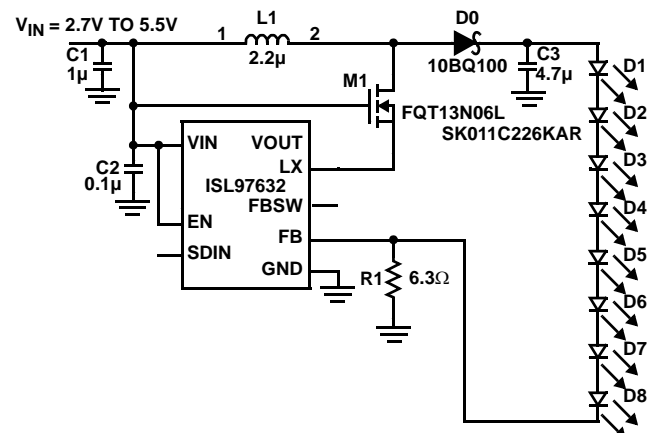 V_IN = 2.7V TO 5.5V
L1
D0
1
2
C1
1µ
2.2µ
10BQ100
C3
4.7µ
D1
M1
FQT13N06L
SK011C226KAR
D2
VIN
VOUT
LX
C2
0.1µ
ISL97632
D3
FBSW
D4
EN
FB
D5
SDIN
GND
R1
6.3Ω
D6
D7
D8